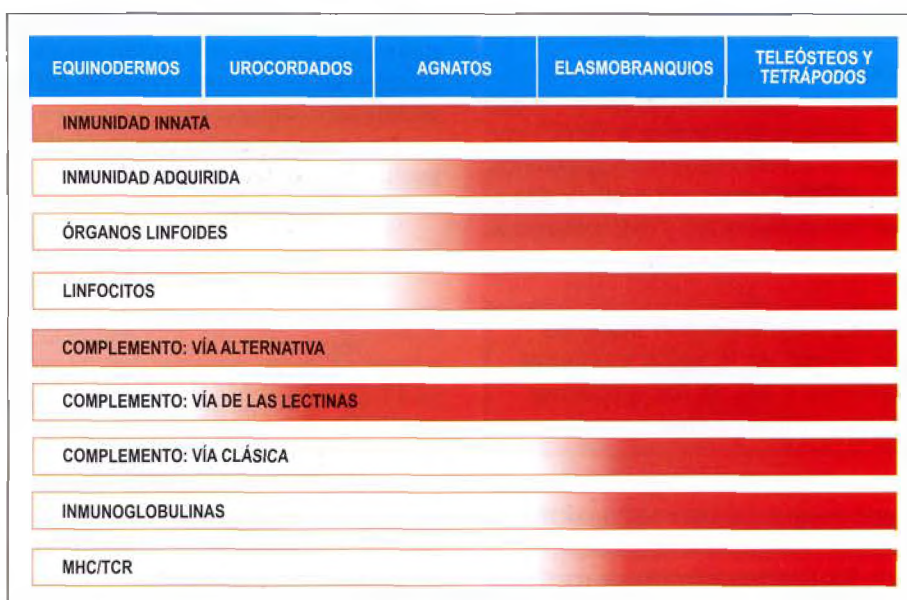 EQUINODERMOS
UROCORDADOS
AGNATOS
ELASMOBRANQUIOS
TELEÓSTEOS Y
TETRÁPODOS
INMUNIDAD INNATA
INMUNIDAD ADQUIRIDA
ÓRGANOS LINFOIDES
LINFOCITOS
COMPLEMENTO: VÍA ALTERNATIVA
COMPLEMENTO: VÍA DE LAS LECTINAS
COMPLEMENTO: VÍA CLÁSICA
INMUNOGLOBULINAS
MHC/TCR